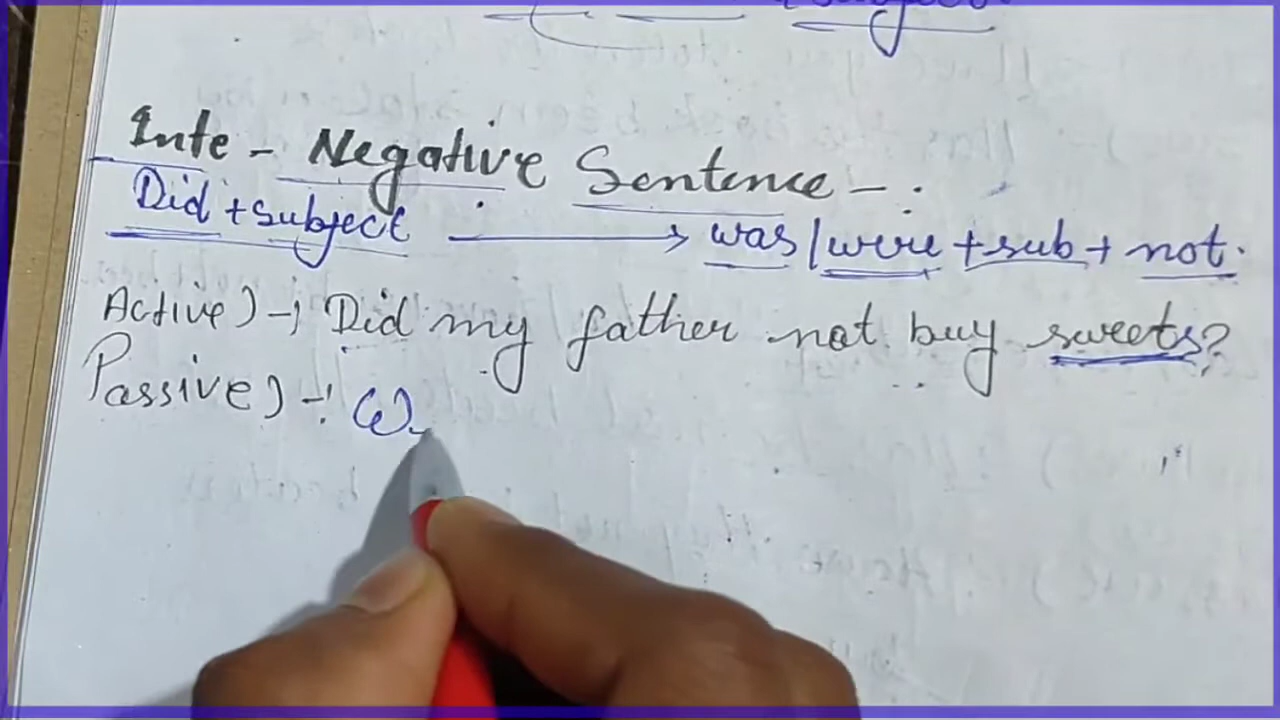 Inte - Negative Sentence - :
Did + subject → was / were + sub + not.
Active) -: Did my father not buy sweets?
Passive) -: W